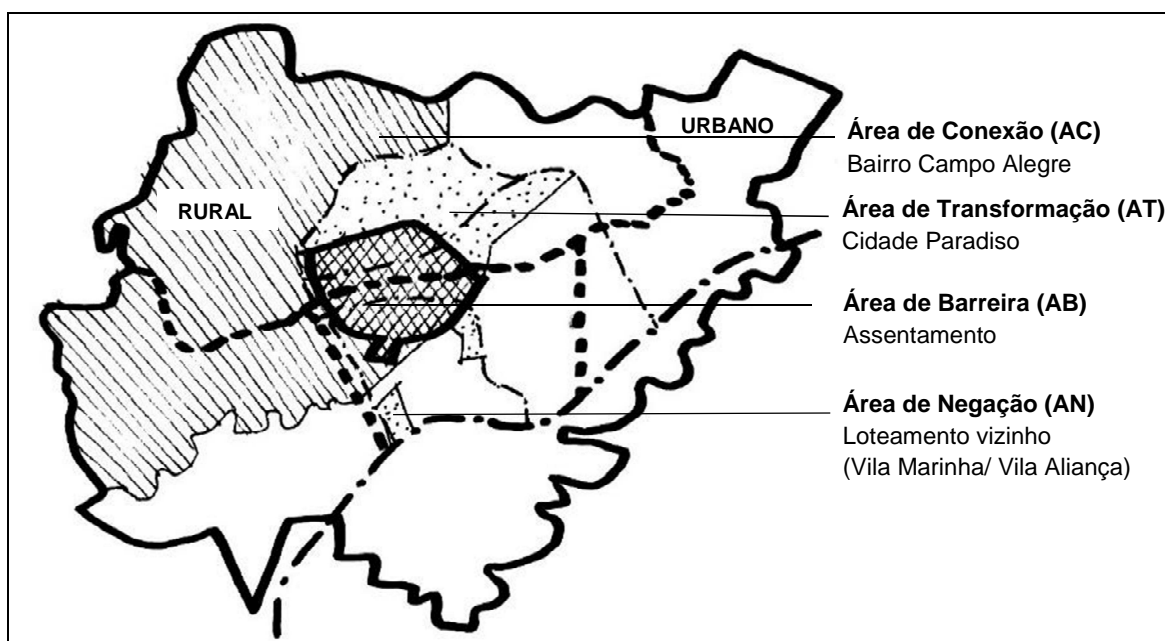 URBANO
RURAL
Área de Conexão (AC)
Bairro Campo Alegre
Área de Transformação (AT)
Cidade Paradiso
Área de Barreira (AB)
Assentamento
Área de Negação (AN)
Loteamento vizinho
(Vila Marinha/ Vila Aliança)